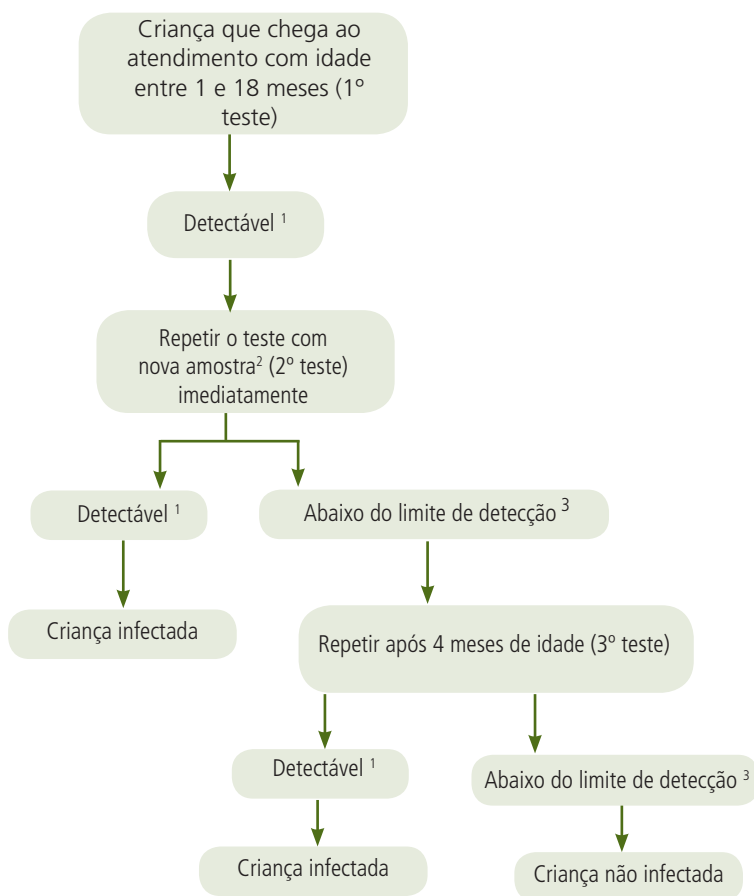 Criança que chega ao
atendimento com idade
entre 1 e 18 meses (1º
teste)
Detectável ¹
Repetir o teste com
nova amostra² (2º teste)
imediatamente
Detectável ¹
Abaixo do limite de detecção ³
Criança infectada
Repetir após 4 meses de idade (3º teste)
Detectável ¹
Abaixo do limite de detecção ³
Criança infectada
Criança não infectada